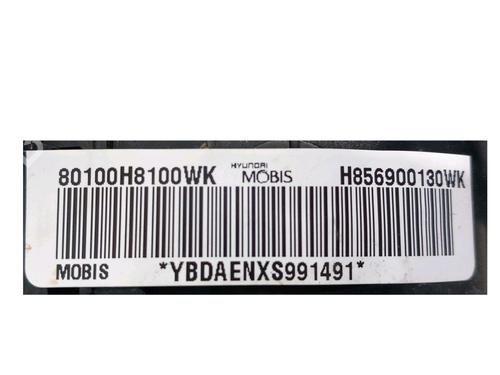 80100H8100WK HYUNDAI MOBIS H856900130WK
MOBIS *YBDAENXS991491*